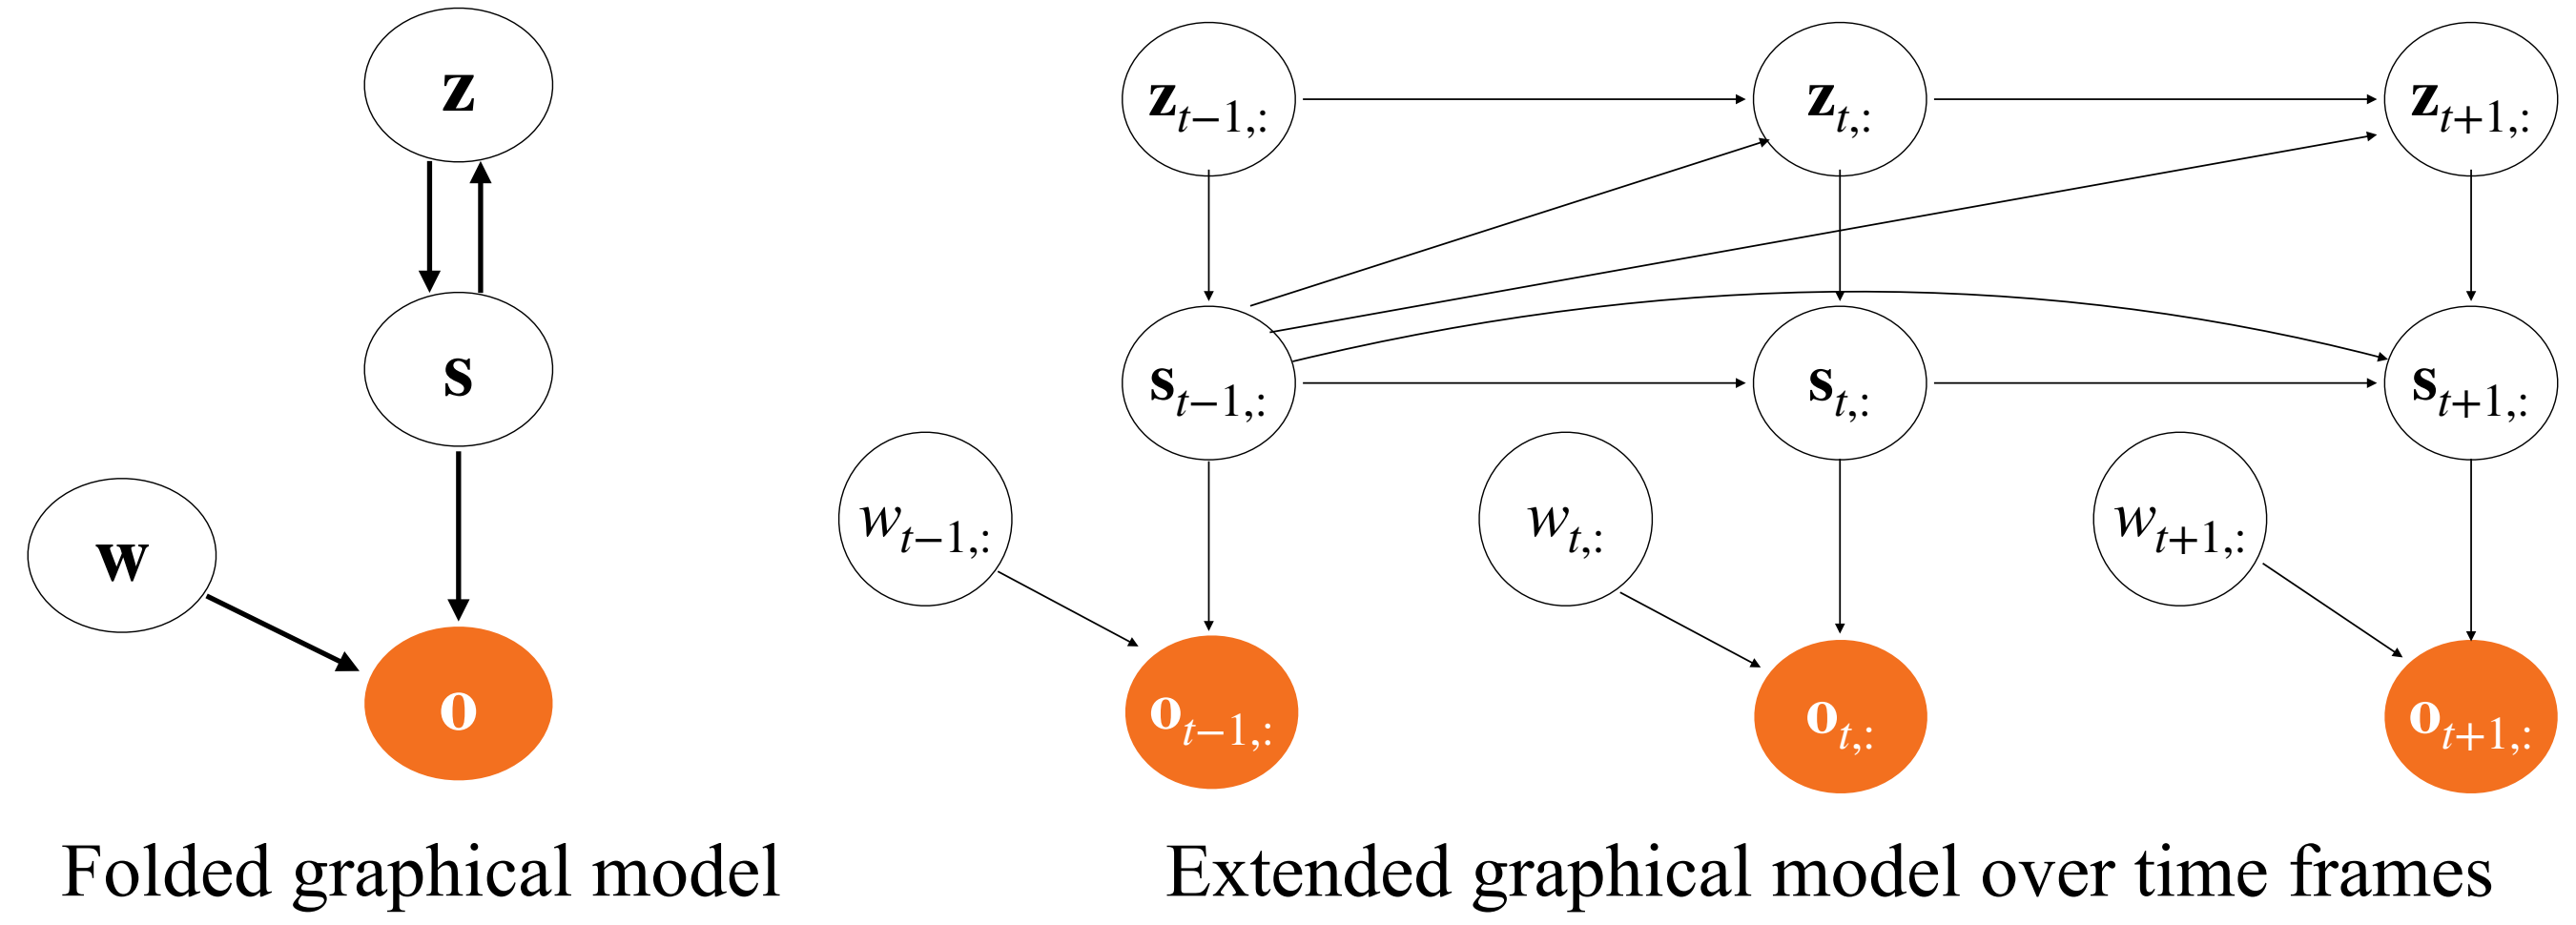 z
s
w
o
Folded graphical model
z_{t−1,:}
z_{t,:}
z_{t+1,:}
s_{t−1,:}
s_{t,:}
s_{t+1,:}
w_{t−1,:}
w_{t,:}
w_{t+1,:}
o_{t−1,:}
o_{t,:}
o_{t+1,:}
Extended graphical model over time frames